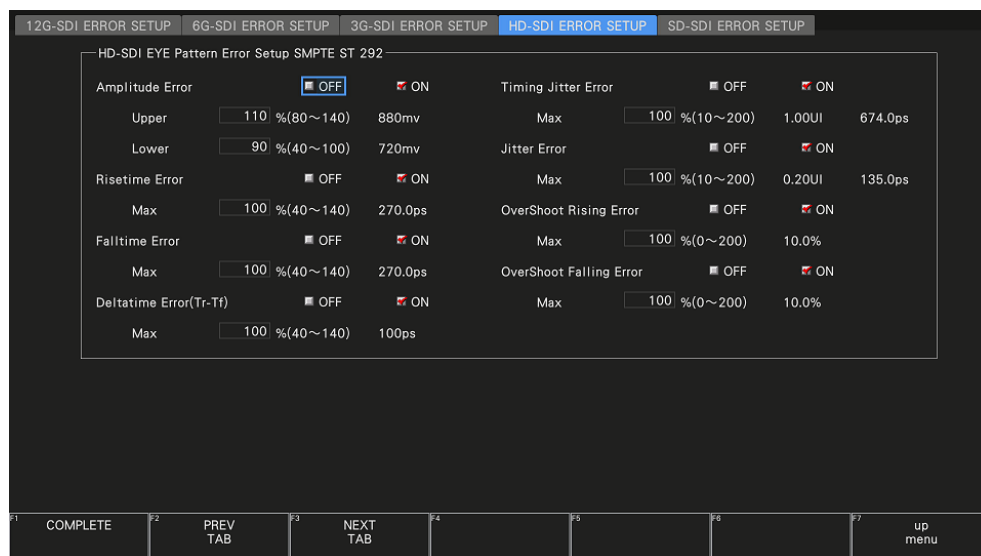 12G-SDI ERROR SETUP 6G-SDI ERROR SETUP 3G-SDI ERROR SETUP HD-SDI ERROR SETUP SD-SDI ERROR SETUP
HD-SDI EYE Pattern Error Setup SMPTE ST 292
Amplitude Error OFF ON
Upper 110 %(80～140) 880mv
Lower 90 %(40～100) 720mv
Risetime Error OFF ON
Max 100 %(40～140) 270.0ps
Falltime Error OFF ON
Max 100 %(40～140) 270.0ps
Deltatime Error(Tr-Tf) OFF ON
Max 100 %(40～140) 100ps
Timing Jitter Error OFF ON
Max 100 %(10～200) 1.00UI 674.0ps
Jitter Error OFF ON
Max 100 %(10～200) 0.20UI 135.0ps
OverShoot Rising Error OFF ON
Max 100 %(0～200) 10.0%
OverShoot Falling Error OFF ON
Max 100 %(0～200) 10.0%
F1 COMPLETE
F2 PREV
TAB
F3 NEXT
TAB
F4
F5
F6
F7 up
menu